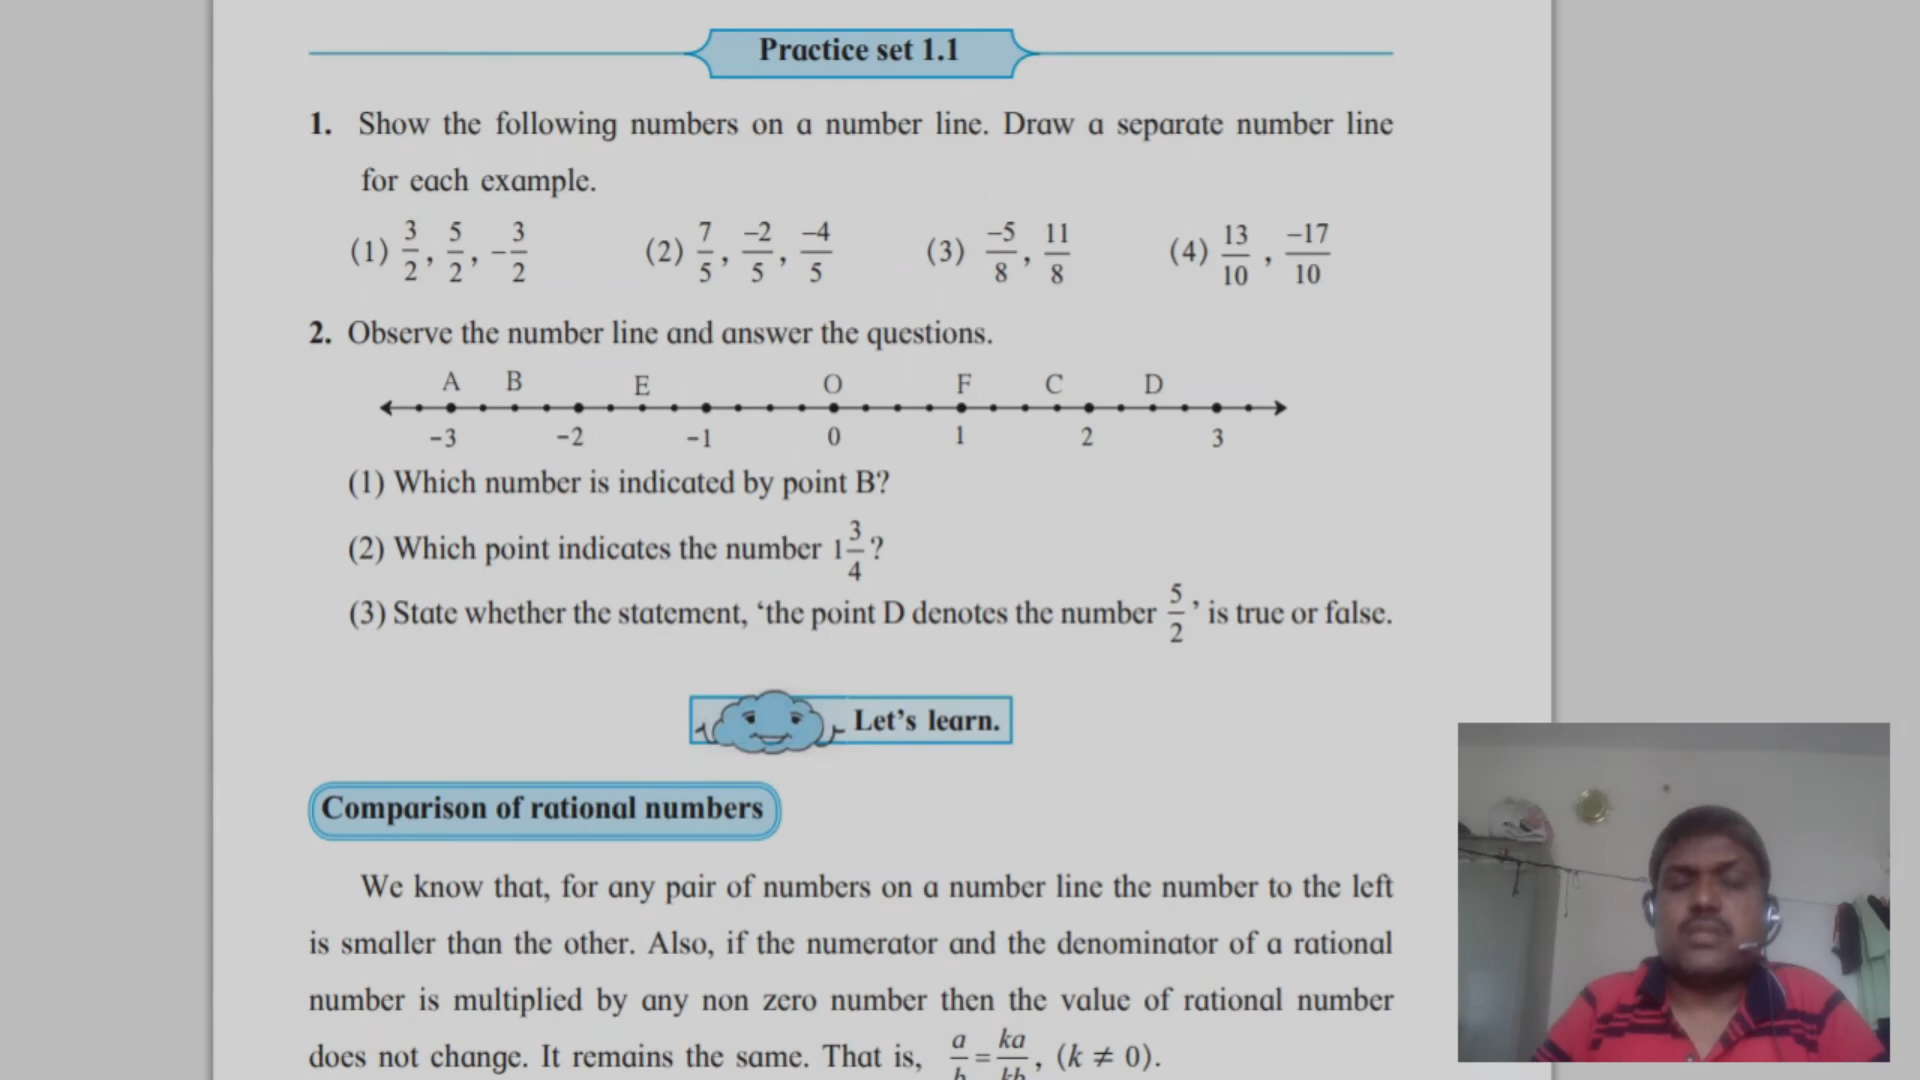 Practice set 1.1
1. Show the following numbers on a number line. Draw a separate number line
for each example.
(1) 3/2, 5/2, -3/2 (2) 7/5, -2/5, -4/5 (3) -5/8, 11/8 (4) 13/10, -17/10
2. Observe the number line and answer the questions.
A B E O F C D
-3 -2 -1 0 1 2 3
(1) Which number is indicated by point B?
(2) Which point indicates the number 1 3/4?
(3) State whether the statement, ‘the point D denotes the number 5/2’ is true or false.
Let’s learn.
Comparison of rational numbers
We know that, for any pair of numbers on a number line the number to the left
is smaller than the other. Also, if the numerator and the denominator of a rational
number is multiplied by any non zero number then the value of rational number
does not change. It remains the same. That is, a/b = ka/kb, (k ≠ 0).